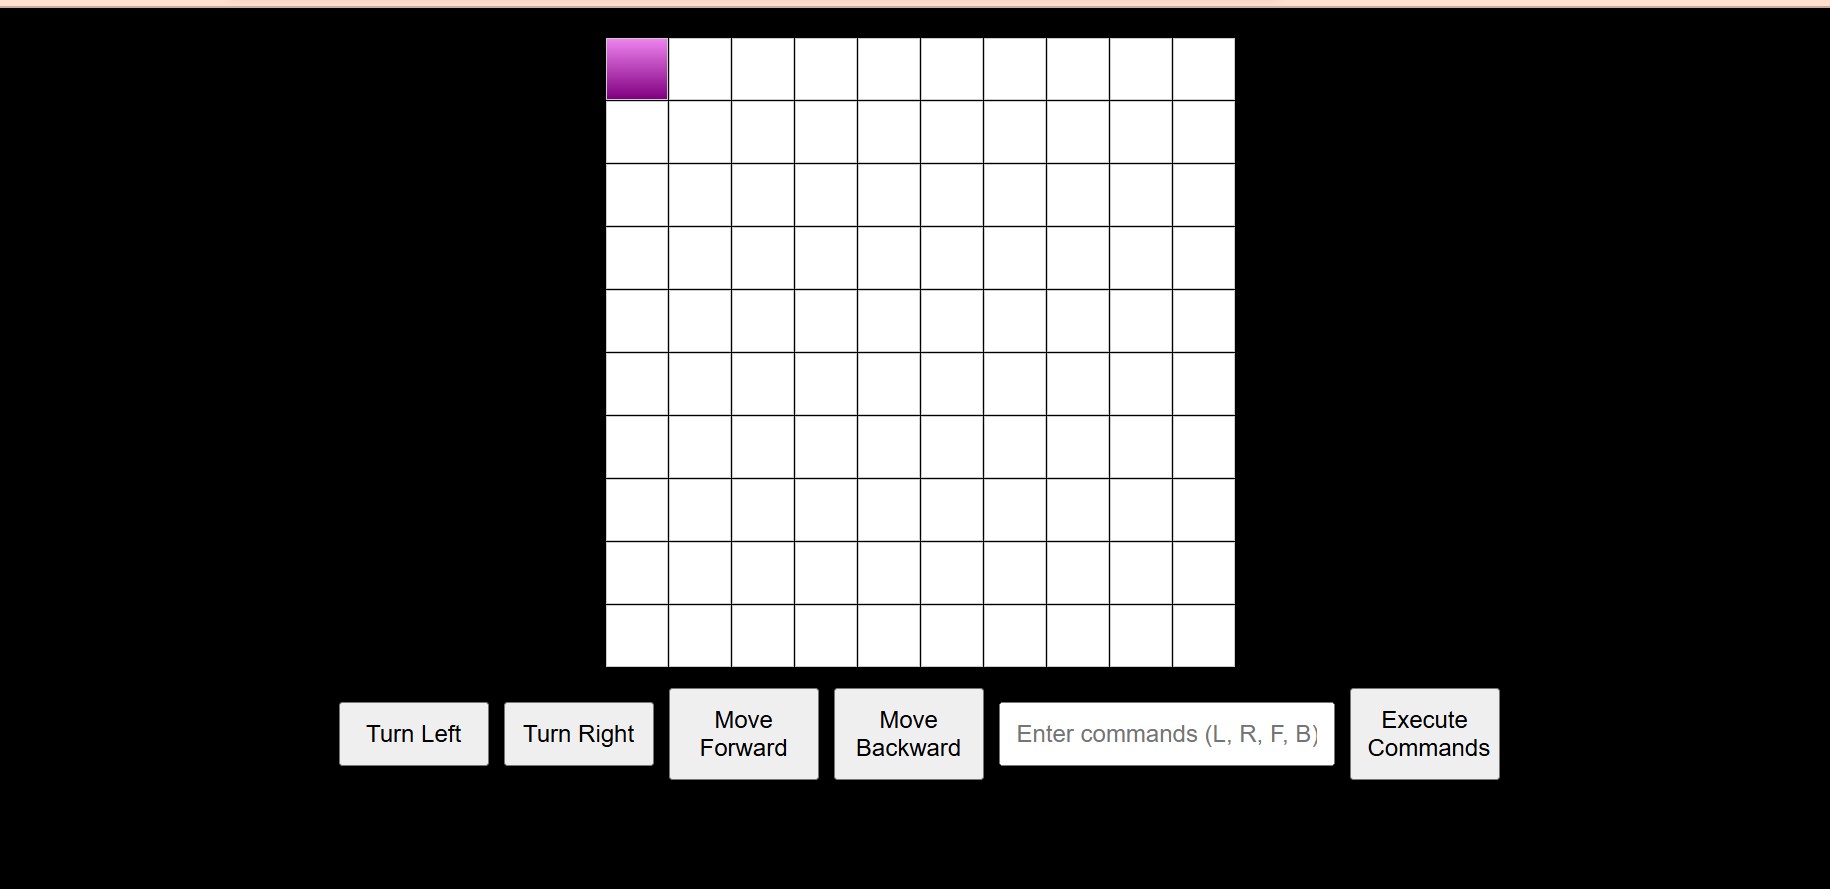 Turn Left
Turn Right
Move
Forward
Move
Backward
Enter commands (L, R, F, B)
Execute
Commands